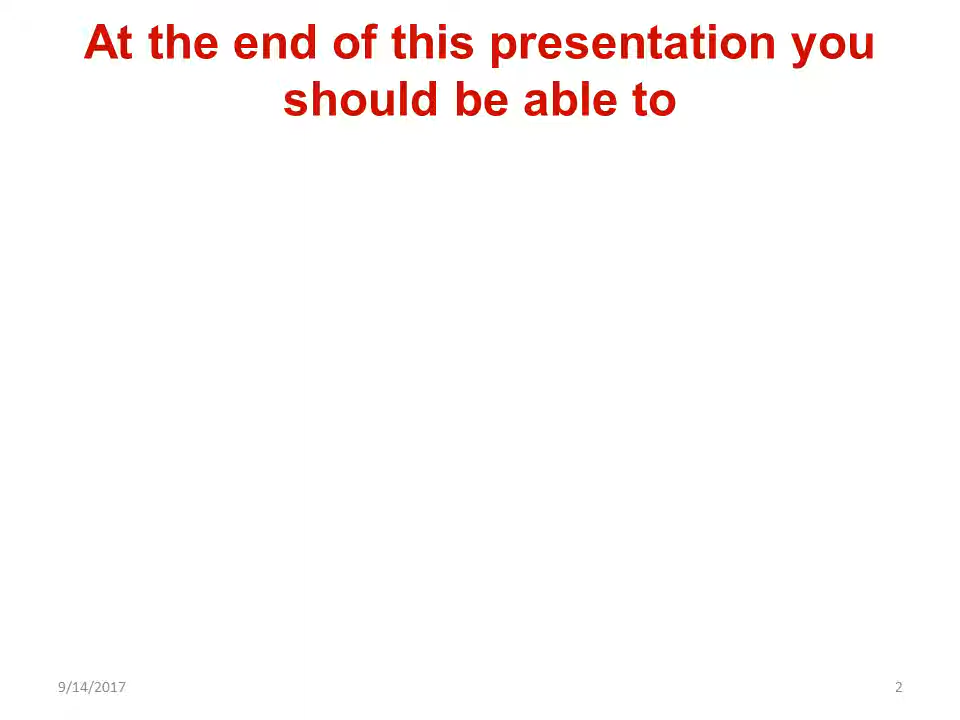 At the end of this presentation you
should be able to
9/14/2017
2